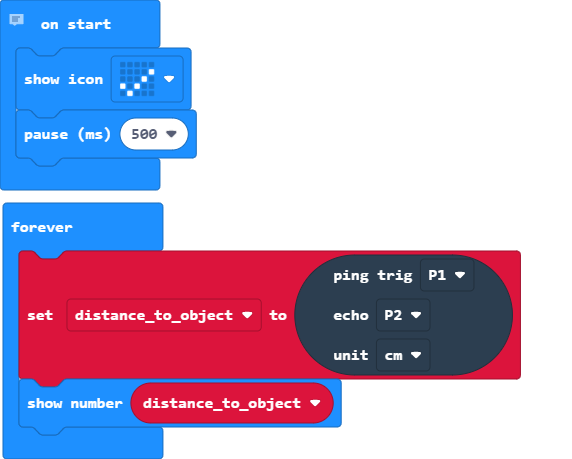 on start
show icon
pause (ms) 500
forever
ping trig P1
set distance_to_object to echo P2
unit cm
show number distance_to_object